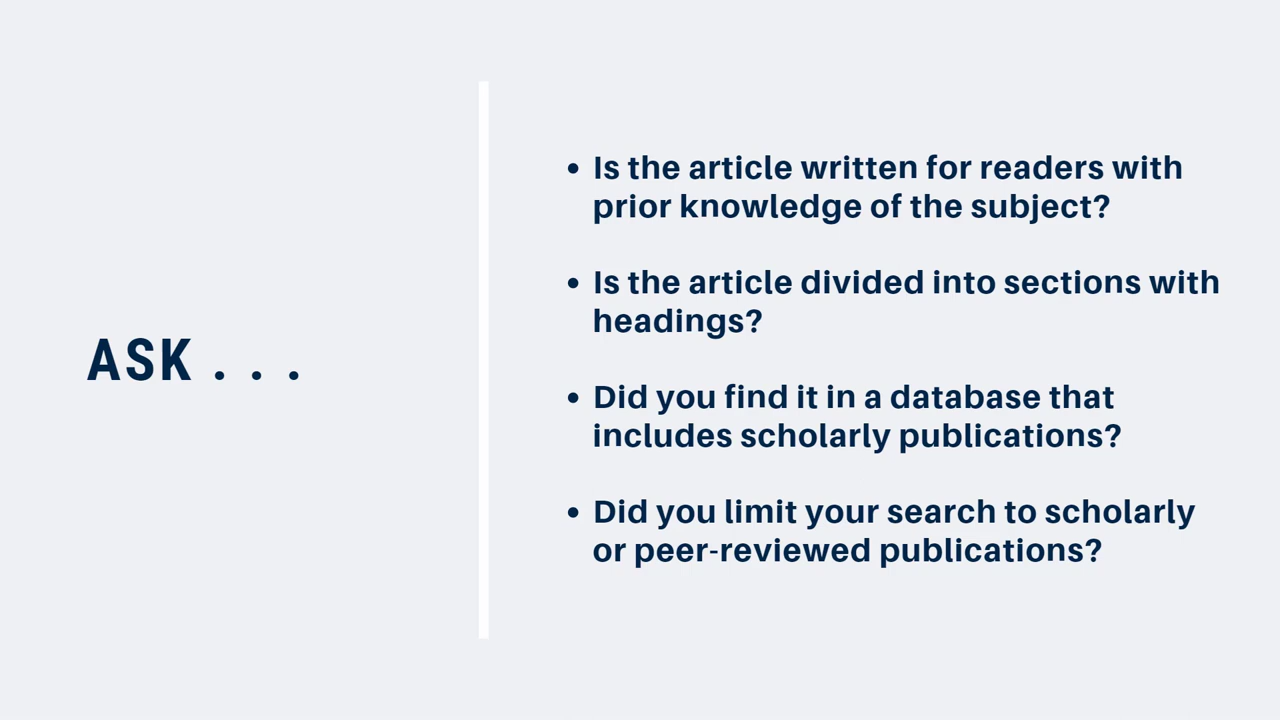 ASK . . .
• Is the article written for readers with
prior knowledge of the subject?
• Is the article divided into sections with
headings?
• Did you find it in a database that
includes scholarly publications?
• Did you limit your search to scholarly
or peer-reviewed publications?